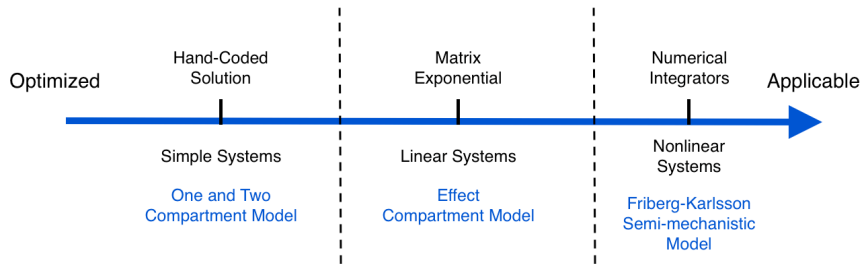 Optimized
Hand-Coded
Solution
Matrix
Exponential
Numerical
Integrators
Applicable
Simple Systems
One and Two
Compartment Model
Linear Systems
Effect
Compartment Model
Nonlinear
Systems
Friberg-Karlsson
Semi-mechanistic
Model